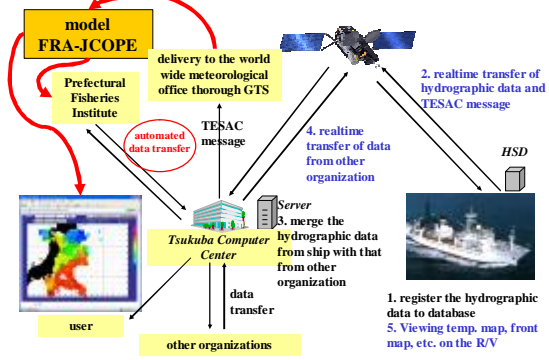 model
FRA-JCOPE
Prefectural
Fisheries
Institute
delivery to the world
wide meteorological
office thorough GTS
automated
data transfer
TESAC
message
4. realtime
transfer of data
from other
organization
2. realtime transfer of
hydrographic data and
TESAC message
HSD
Server
Tsukuba Computer
Center
3. merge the
hydrographic data
from ship with that
from other
organization
data
transfer
user
other organizations
1. register the hydrographic
data to database
5. Viewing temp. map, front
map, etc. on the R/V